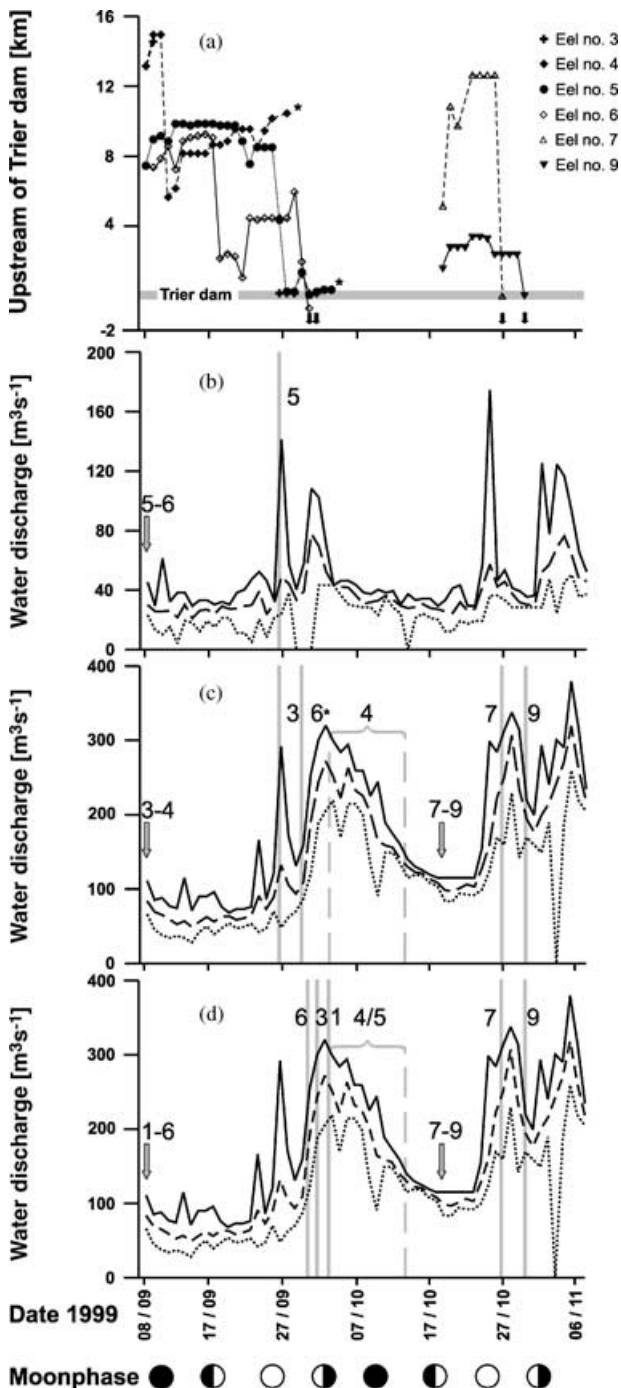 Upstream of Trier dam [km]
16
12
8
4
-2
(a)
Eel no. 3
Eel no. 4
Eel no. 5
Eel no. 6
Eel no. 7
Eel no. 9
Trier dam
Water discharge [m³s⁻¹]
200
160
120
80
40
0
(b)
5
5-6
Water discharge [m³s⁻¹]
400
300
200
100
0
(c)
3
6*
4
7
9
3-4
7-9
Water discharge [m³s⁻¹]
400
300
200
100
0
(d)
6
31
4/5
7
9
1-6
7-9
Date 1999
08 / 09
17 / 09
27 / 09
07 / 10
17 / 10
27 / 10
06 / 11
Moonphase